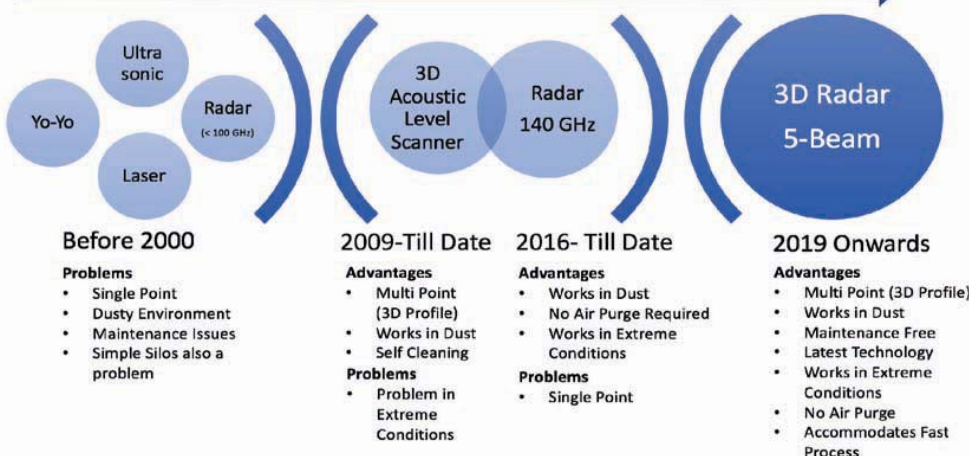 Ultra
sonic
Yo-Yo
Radar
(< 100 GHz)
Laser
3D
Acoustic
Level
Scanner
Radar
140 GHz
3D Radar
5-Beam
Before 2000
Problems
• Single Point
• Dusty Environment
• Maintenance Issues
• Simple Silos also a
problem
2009-Till Date
Advantages
• Multi Point
(3D Profile)
• Works in Dust
• Self Cleaning
Problems
• Problem in
Extreme
Conditions
2016- Till Date
Advantages
• Works in Dust
• No Air Purge Required
• Works in Extreme
Conditions
Problems
• Single Point
2019 Onwards
Advantages
• Multi Point (3D Profile)
• Works in Dust
• Maintenance Free
• Latest Technology
• Works in Extreme
Conditions
• No Air Purge
• Accommodates Fast
Process